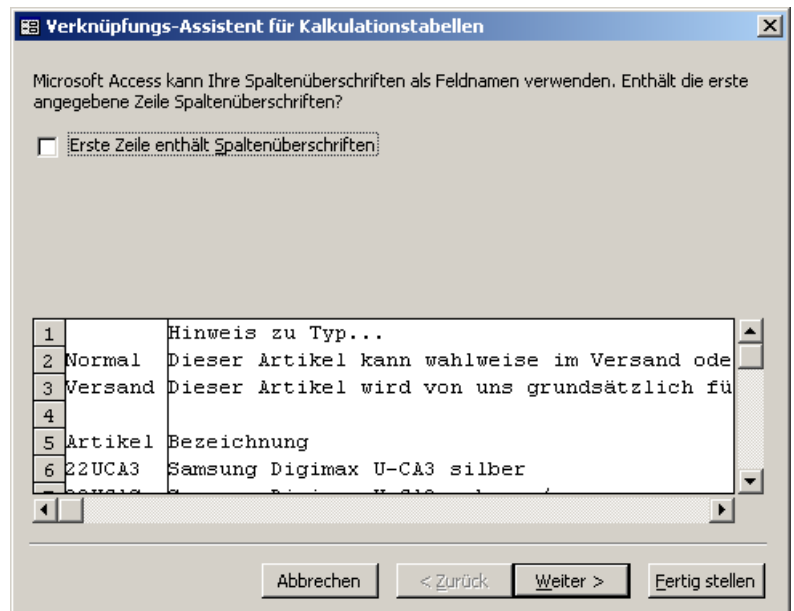 Verknüpfungs-Assistent für Kalkulationstabellen
Microsoft Access kann Ihre Spaltenüberschriften als Feldnamen verwenden. Enthält die erste
angegebene Zeile Spaltenüberschriften?
Erste Zeile enthält Spaltenüberschriften
1 Hinweis zu Typ...
2 Normal Dieser Artikel kann wahlweise im Versand ode
3 Versand Dieser Artikel wird von uns grundsätzlich fü
4
5 Artikel Bezeichnung
6 22UCA3 Samsung Digimax U-CA3 silber
Abbrechen < Zurück Weiter > Fertig stellen